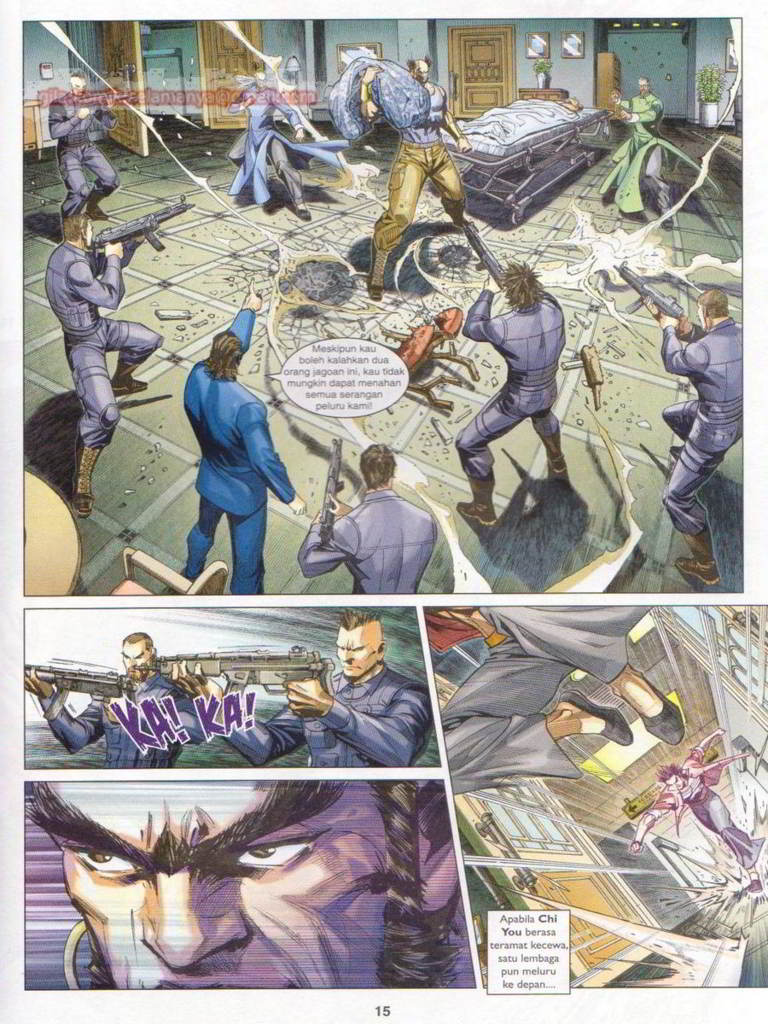 Meskipun kau
boleh kalahkan dua
orang jagoan ini, kau tidak
mungkin dapat menahan
semua serangan
peluru kami!
KA! KA!
Apabila Chi
You berasa
teramat kecewa,
satu lembaga
pun meluru
ke depan....
15